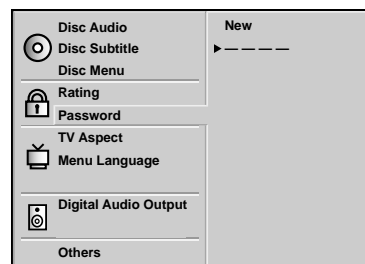 Disc Audio
Disc Subtitle
Disc Menu
Rating
Password
TV Aspect
Menu Language
Digital Audio Output
Others
New
— — — —